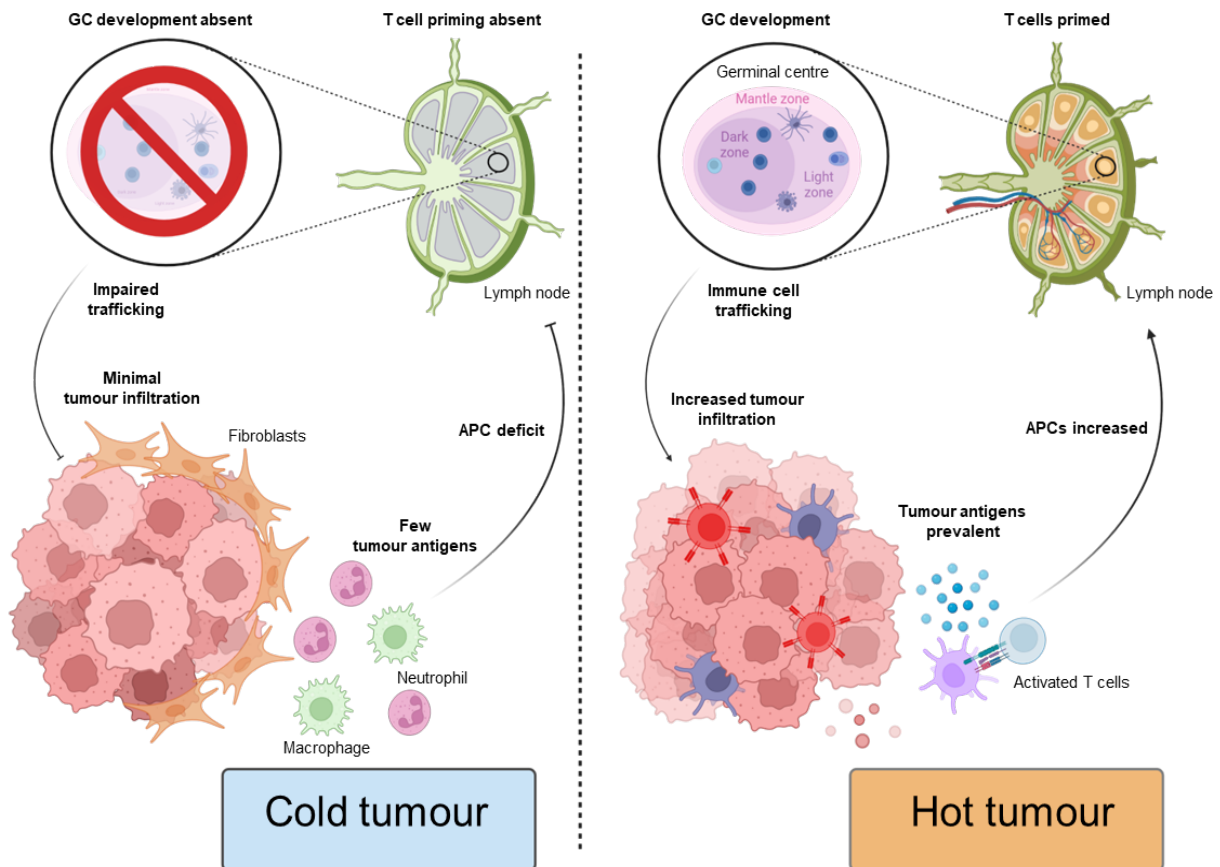 GC development absent
T cell priming absent
Impaired
trafficking
Lymph node
Minimal
tumour infiltration
Fibroblasts
APC deficit
Few
tumour antigens
Neutrophil
Macrophage
Cold tumour
GC development
T cells primed
Germinal centre
Mantle zone
Dark
zone
Light
zone
Immune cell
trafficking
Lymph node
Increased tumour
infiltration
APCs increased
Tumour antigens
prevalent
Activated T cells
Hot tumour